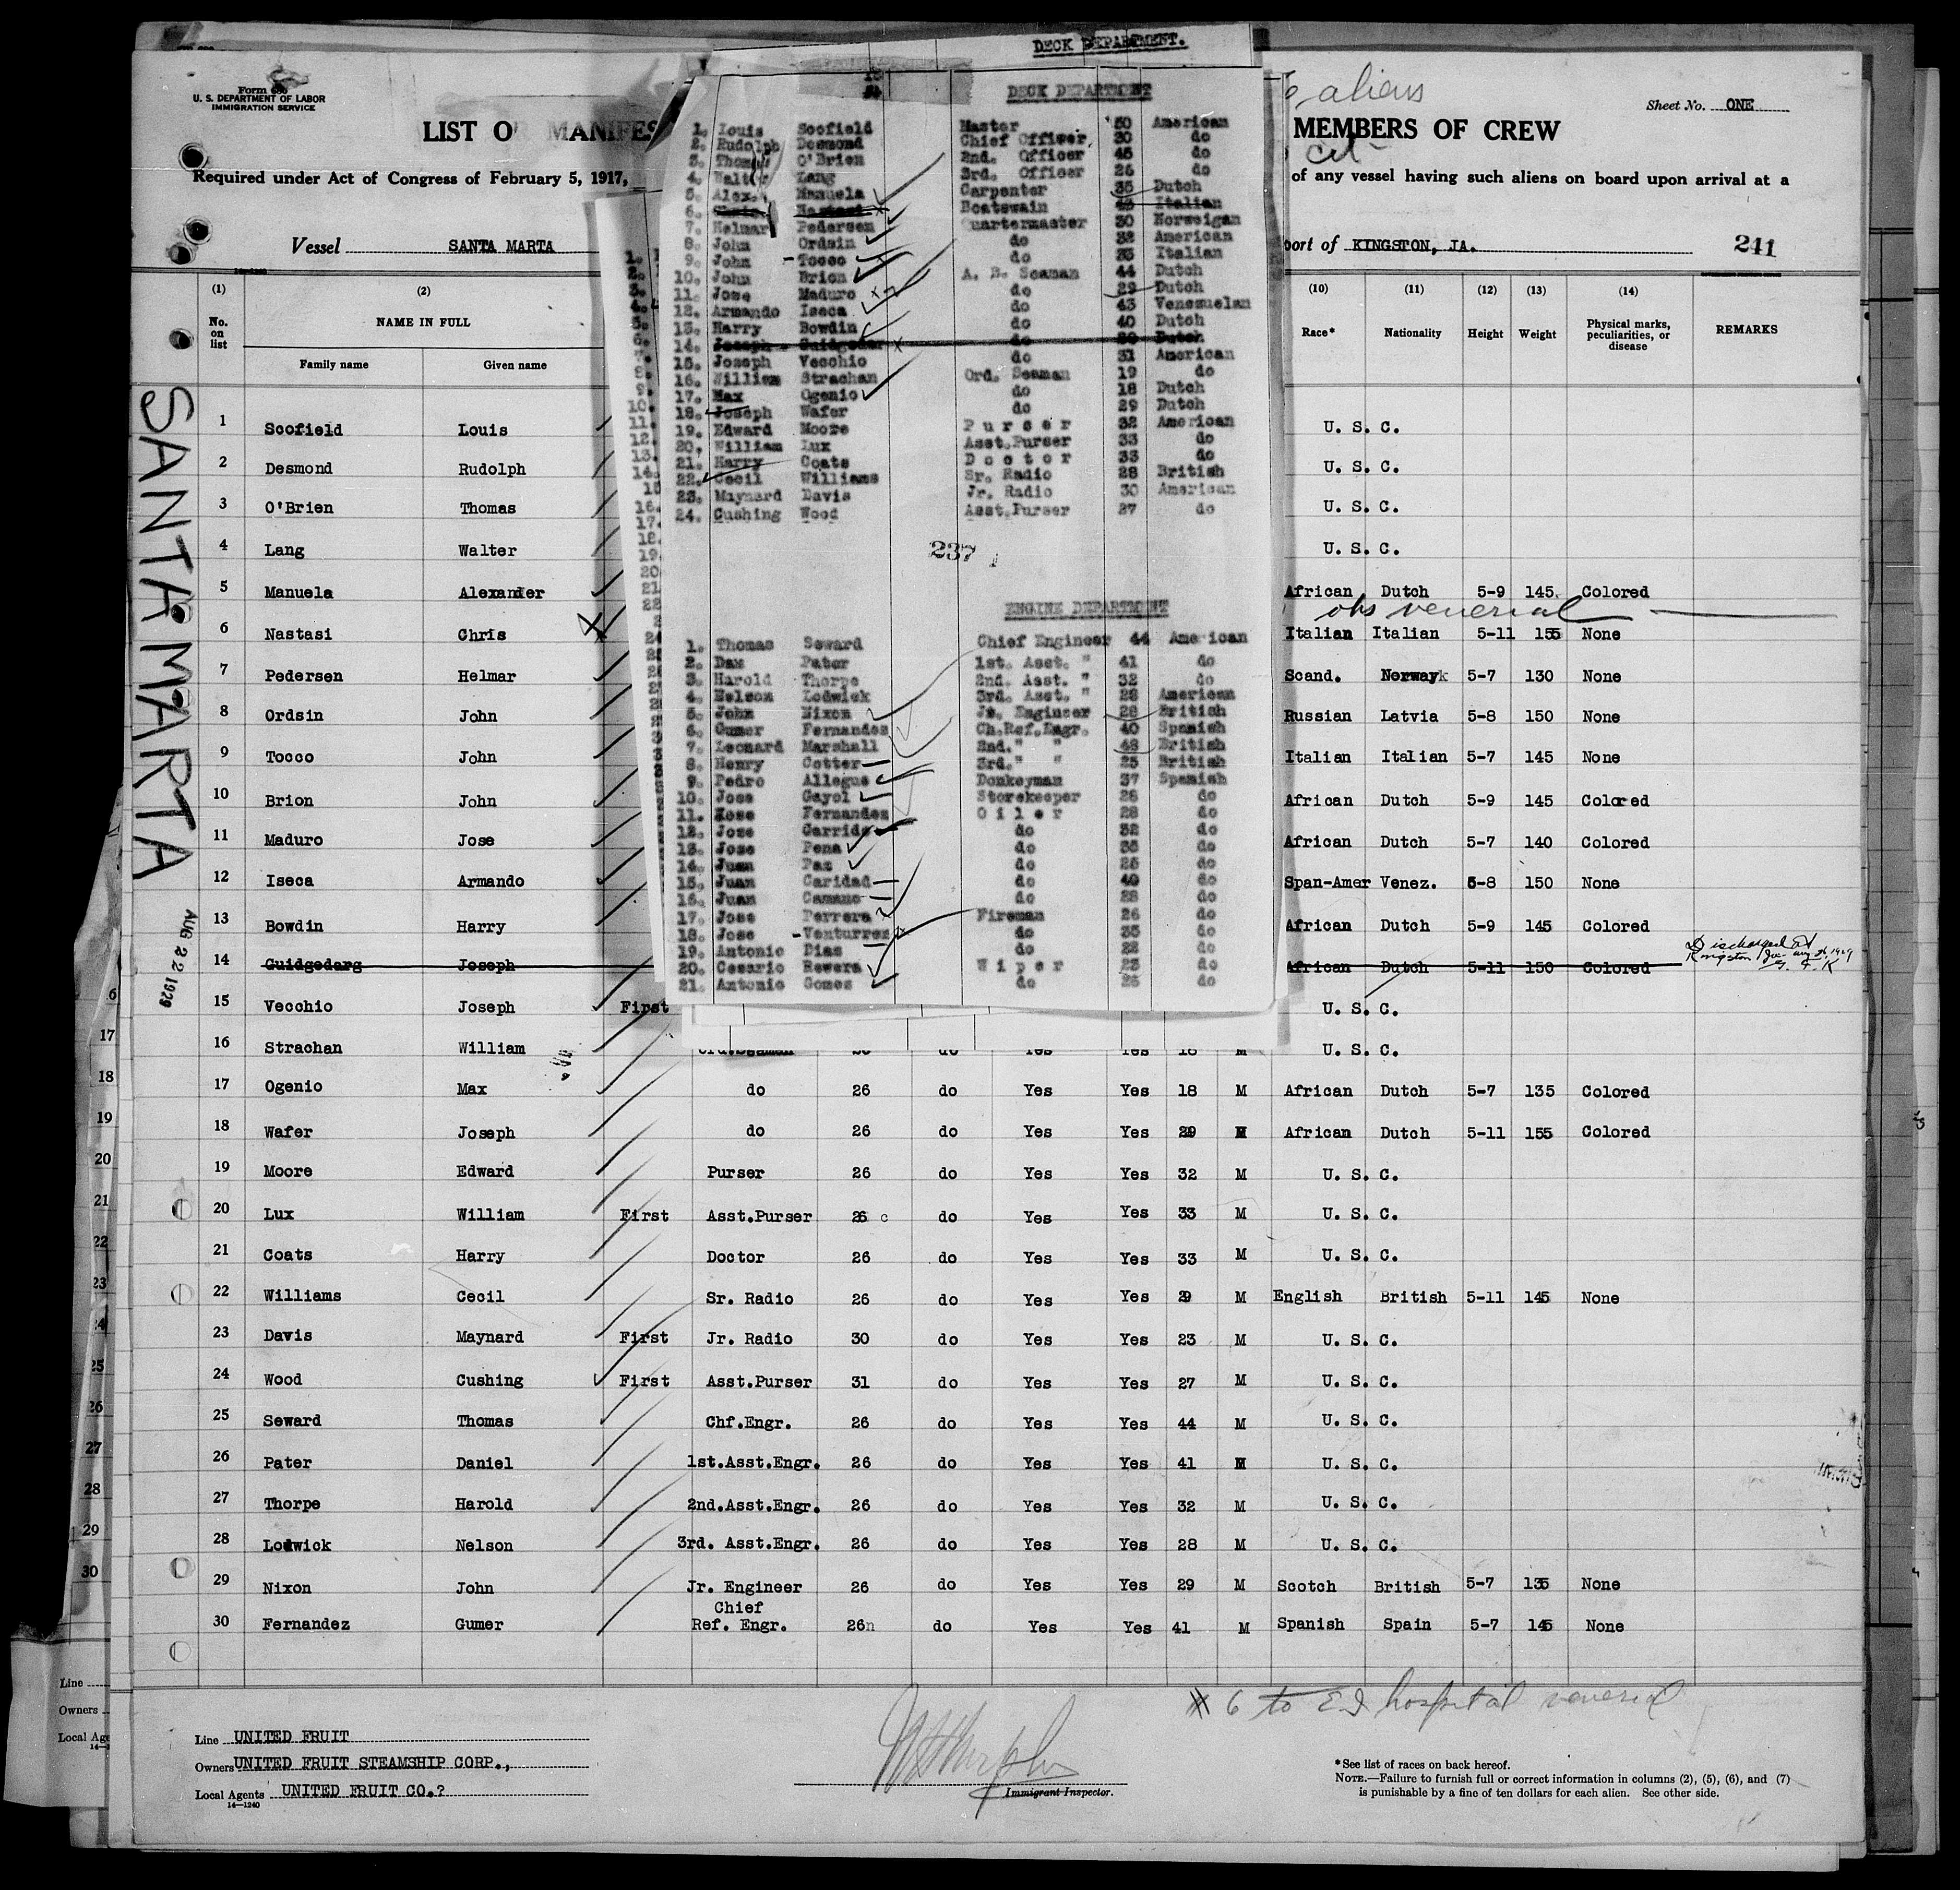 DECK DEPARTMENT.
Form 680
U. S. DEPARTMENT OF LABOR
IMMIGRATION SERVICE
aliens
Sheet No. ONE
LIST O MANIFES MEMBERS OF CREW
Required under Act of Congress of February 5, 1917, of any vessel having such aliens on board upon arrival at a
Vessel SANTA MARTA port of KINGSTON, JA. 241
DECK DEPARTMENT
1. Louis Scofield Master 50 American
2. Rudolph Desmond Chief Officer 30 do
3. Thomas O'Brien 2nd. Officer 45 do
4. Walter Lang 3rd. Officer 26 do
5. Alex. Manuela Carpenter 35 Dutch
6. Chris Nastasi Boatswain 43 Italian
7. Helmar Pedersen Quartermaster 30 Norweigan
8. John Ordsin do 32 American
9. John Tocco do 33 Italian
10. John Brion A. B. Seaman 44 Dutch
11. Jose Maduro do 29 Dutch
12. Armando Iseca do 43 Venesuelan
13. Harry Bowdin do 40 Dutch
14. Joseph Guidgedar do 30 Dutch
15. Joseph Vecchio do 31 American
16. William Strachan Ord. Seaman 19 do
17. Max Ogenio do 18 Dutch
18. Joseph Wafer do 29 Dutch
19. Edward Moore Purser 32 American
20. William Lux Asst.Purser 33 do
21. Harry Coats Doctor 33 do
22. Cecil Williams Sr. Radio 28 British
23. Maynard Davis Jr. Radio 30 American
24. Cushing Wood Asst.Purser 27 do
237
ENGINE DEPARTMENT
1. Thomas Seward Chief Engineer 44 American
2. Dan Pater 1st. Asst. " 41 do
3. Harold Thorpe 2nd. Asst. " 32 do
4. Nelson Lodwick 3rd. Asst. " 28 American
5. John Nixon Jr. Engineer 28 British
6. Gumer Fernandez Ch.Ref.Engr. 40 Spanish
7. Leonard Marshall 2nd." " 48 British
8. Henry Cotter 3rd." " 25 British
9. Pedro Allegue Donkeyman 37 Spanish
10. Jose Gayol Storekeeper 28 do
11. Jose Fernandez Oiler 28 do
12. Jose Garrido do 32 do
13. Jose Pena do 35 do
14. Juan Paz do 25 do
15. Juan Caridad do 40 do
16. Juan Camano do 28 do
17. Jose Ferrera Fireman 26 do
18. Jose Venturrez do 35 do
19. Antonio Dias do 22 do
20. Cesario Rewera Wiper 23 do
21. Antonio Gomes do 26 do
(1) (2) (10) (11) (12) (13) (14)
No. on list NAME IN FULL Race* Nationality Height Weight Physical marks, peculiarities, or disease REMARKS
Family name Given name
SANTA MARTA
AUG 22 1929
1 Scofield Louis U. S. C.
2 Desmond Rudolph U. S. C.
3 O'Brien Thomas U. S. C.
4 Lang Walter U. S. C.
5 Manuela Alexander African Dutch 5-9 145 Colored
obs venereal
6 Nastasi Chris Italian Italian 5-11 155 None
7 Pedersen Helmar Scand. Norway 5-7 130 None
8 Ordsin John Russian Latvia 5-8 150 None
9 Tocco John Italian Italian 5-7 145 None
10 Brion John African Dutch 5-9 145 Colored
11 Maduro Jose African Dutch 5-7 140 Colored
12 Iseca Armando Span-Amer Venez. 5-8 150 None
13 Bowdin Harry African Dutch 5-9 145 Colored
14 Guidgedarg Joseph African Dutch 5-11 150 Colored Discharged at Kingston Ja.
15 Vecchio Joseph First U. S. C.
16 Strachan William Ord.Seaman 26 do Yes Yes 18 M U. S. C.
17 Ogenio Max do 26 do Yes Yes 18 M African Dutch 5-7 135 Colored
18 Wafer Joseph do 26 do Yes Yes 29 M African Dutch 5-11 155 Colored
19 Moore Edward Purser 26 do Yes Yes 32 M U. S. C.
20 Lux William First Asst.Purser 26 c do Yes Yes 33 M U. S. C.
21 Coats Harry Doctor 26 do Yes Yes 33 M U. S. C.
22 Williams Cecil Sr. Radio 26 do Yes Yes 29 M English British 5-11 145 None
23 Davis Maynard First Jr. Radio 30 do Yes Yes 23 M U. S. C.
24 Wood Cushing First Asst.Purser 31 do Yes Yes 27 M U. S. C.
25 Seward Thomas Chf.Engr. 26 do Yes Yes 44 M U. S. C.
26 Pater Daniel 1st.Asst.Engr. 26 do Yes Yes 41 M U. S. C.
27 Thorpe Harold 2nd.Asst.Engr. 26 do Yes Yes 32 M U. S. C.
28 Lodwick Nelson 3rd. Asst.Engr. 26 do Yes Yes 28 M U. S. C.
29 Nixon John Jr. Engineer 26 do Yes Yes 29 M Scotch British 5-7 135 None
30 Fernandez Gumer Chief Ref. Engr. 26n do Yes Yes 41 M Spanish Spain 5-7 145 None
# 6 to E I hospital venereal
Line UNITED FRUIT
Owners UNITED FRUIT STEAMSHIP CORP.,
Local Agents UNITED FRUIT CO.?
14—1240
Immigrant Inspector.
*See list of races on back hereof.
NOTE.—Failure to furnish full or correct information in columns (2), (5), (6), and (7)
is punishable by a fine of ten dollars for each alien. See other side.